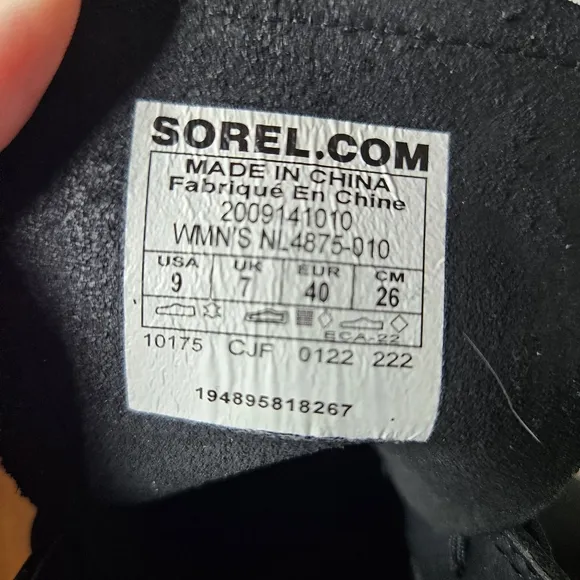 SOREL.COM
MADE IN CHINA
Fabriqué En Chine
2009141010
WMN'S NL4875-010
USA UK EUR CM
9 7 40 26
ECA-22
10175 CJF 0122 222
194895818267